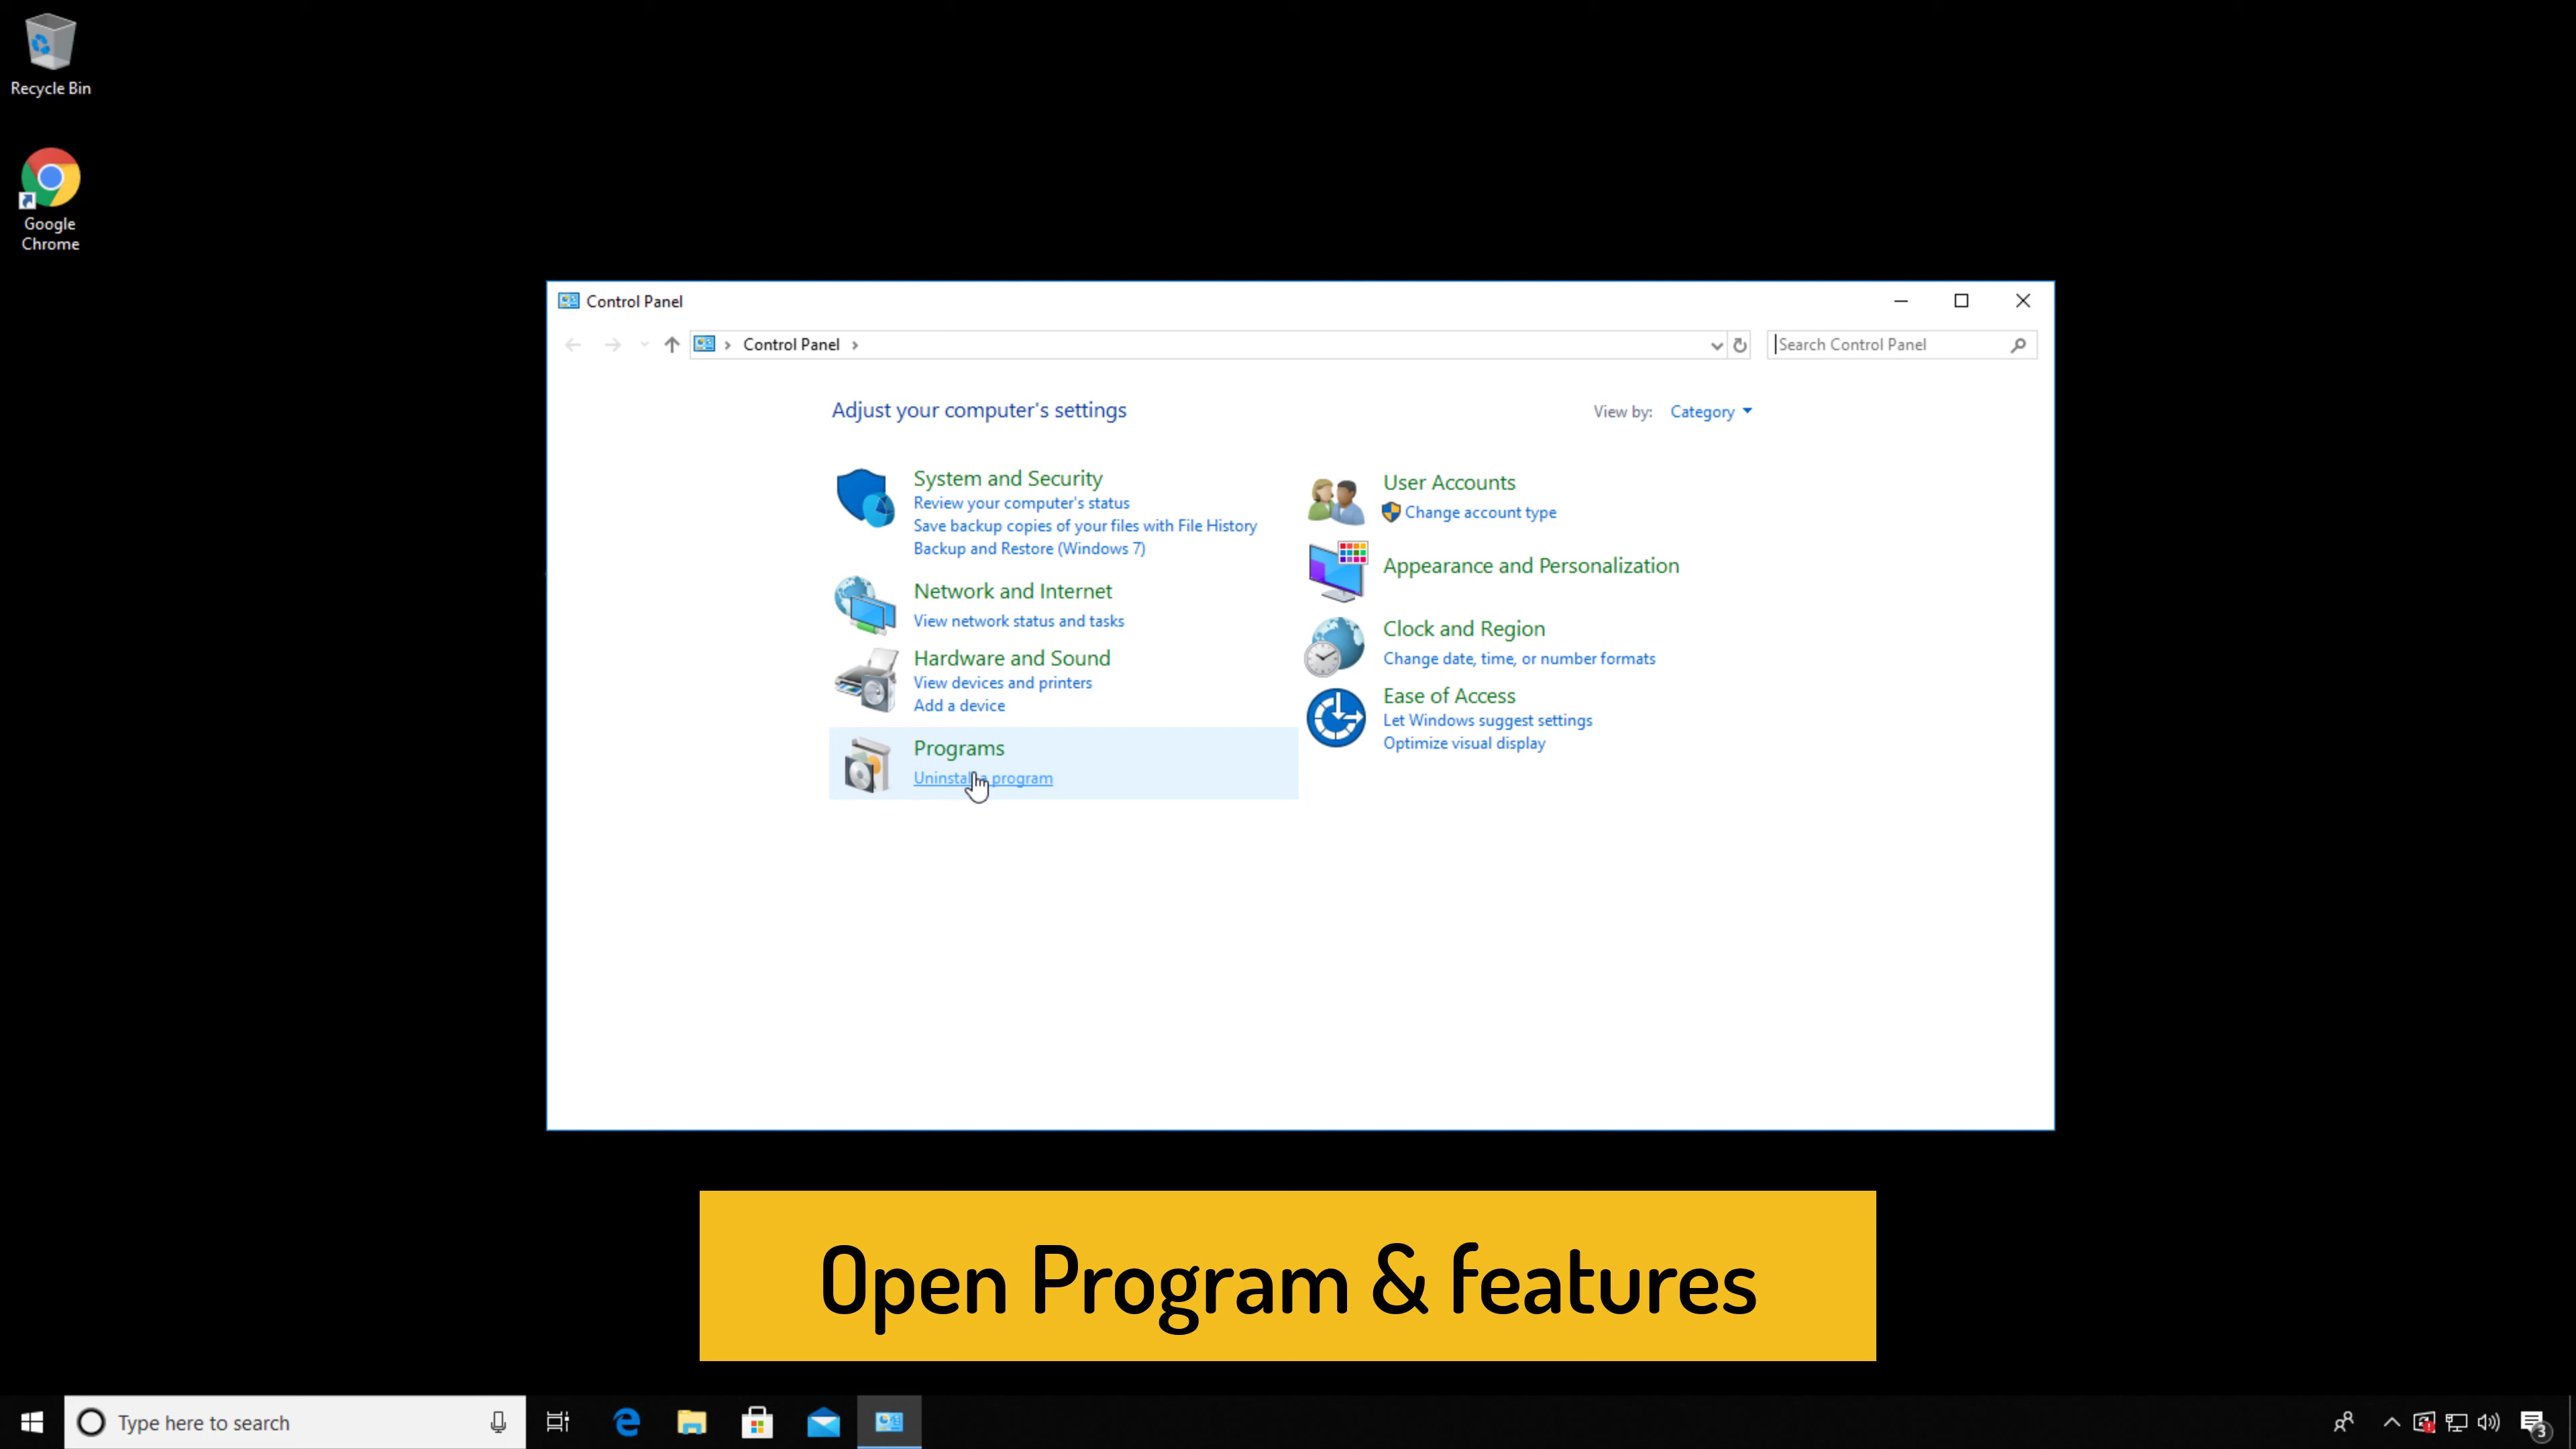 Recycle Bin
Google
Chrome
Control Panel
Control Panel
Search Control Panel
Adjust your computer's settings
View by: Category
System and Security
Review your computer's status
Save backup copies of your files with File History
Backup and Restore (Windows 7)
Network and Internet
View network status and tasks
Hardware and Sound
View devices and printers
Add a device
Programs
Uninstall a program
User Accounts
Change account type
Appearance and Personalization
Clock and Region
Change date, time, or number formats
Ease of Access
Let Windows suggest settings
Optimize visual display
Open Program & features
Type here to search
3